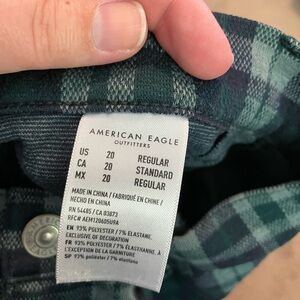 AMERICAN EAGLE
OUTFITTERS
US 20 REGULAR
CA 20 STANDARD
MX 20 REGULAR
MADE IN CHINA / FABRIQUÉ EN CHINE /
HECHO EN CHINA
RN 54485 / CA 03873
RFC# AEM120605U9A
EN 93% POLYESTER / 7% ELASTANE
EXCLUSIVE OF DECORATION
FR 93% POLYESTER / 7% ÉLASTHANNE, À
L'EXCEPTION DE LA GARNITURE
SP 93% poliéster / 7% elastano